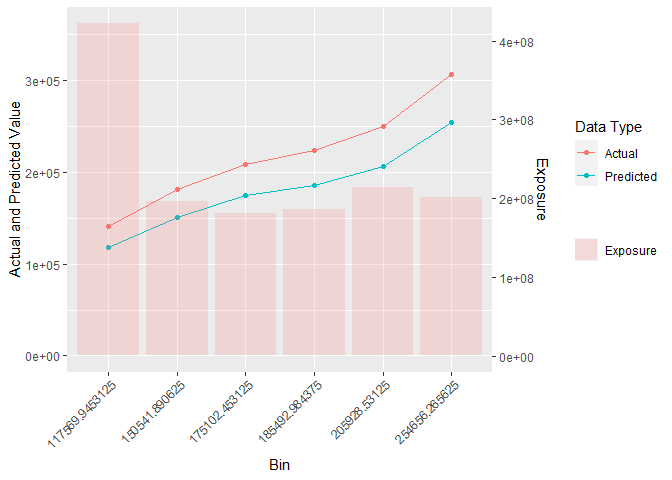 Actual and Predicted Value
3e+05
2e+05
1e+05
0e+00
4e+08
3e+08
2e+08
1e+08
0e+00
Exposure
117569.9453125
150541.890625
175102.453125
185492.984375
205928.53125
254656.265625
Bin
Data Type
Actual
Predicted
Exposure